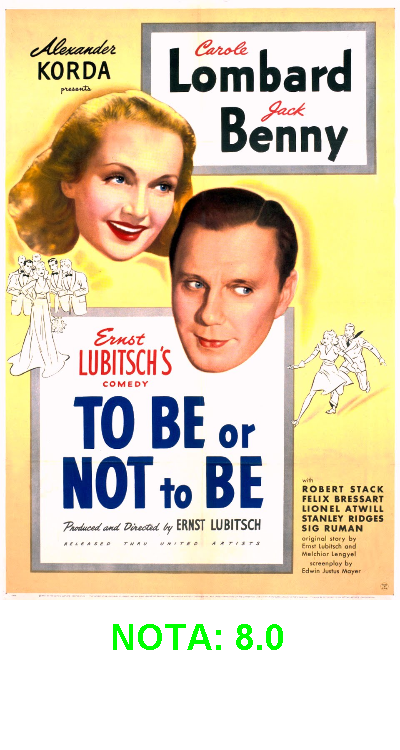 Alexander
KORDA
presents
Carole
Lombard
Jack
Benny
Ernst
LUBITSCH'S
COMEDY
TO BE or
NOT to BE
Produced and Directed by ERNST LUBITSCH
RELEASED THRU UNITED ARTISTS
with
ROBERT STACK
FELIX BRESSART
LIONEL ATWILL
STANLEY RIDGES
SIG RUMAN
original story by
Ernst Lubitsch and
Melchior Lengyel
screenplay by
Edwin Justus Mayer
NOTA: 8.0